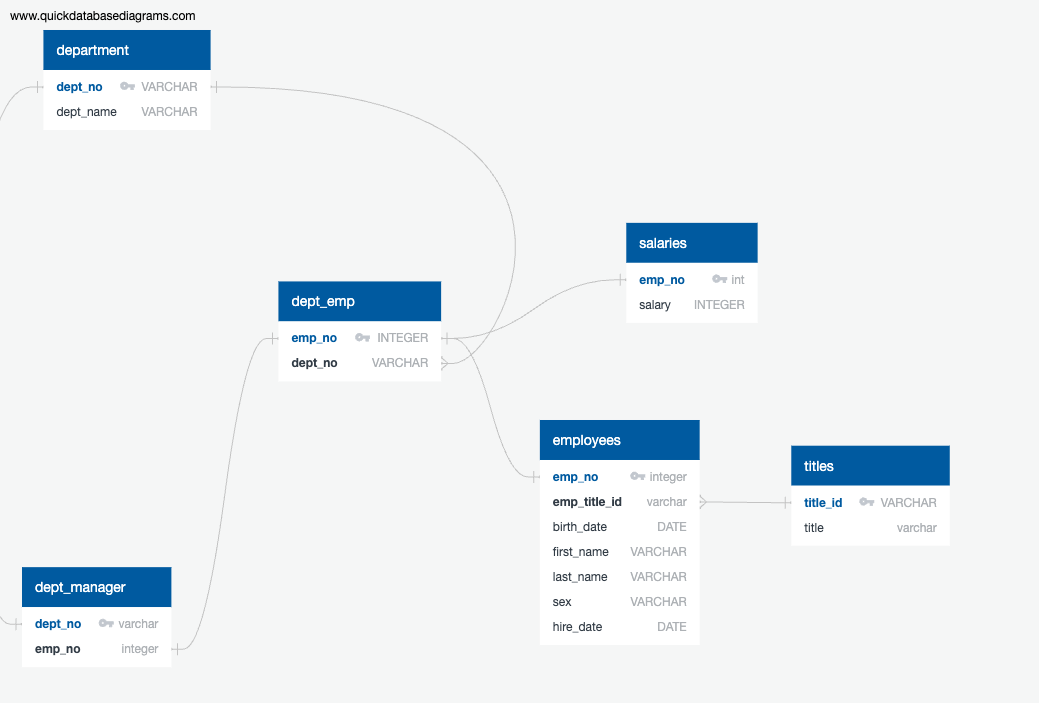 www.quickdatabasediagrams.com
department
dept_no VARCHAR
dept_name VARCHAR
salaries
emp_no int
salary INTEGER
dept_emp
emp_no INTEGER
dept_no VARCHAR
employees
emp_no integer
emp_title_id varchar
birth_date DATE
first_name VARCHAR
last_name VARCHAR
sex VARCHAR
hire_date DATE
titles
title_id VARCHAR
title varchar
dept_manager
dept_no varchar
emp_no integer